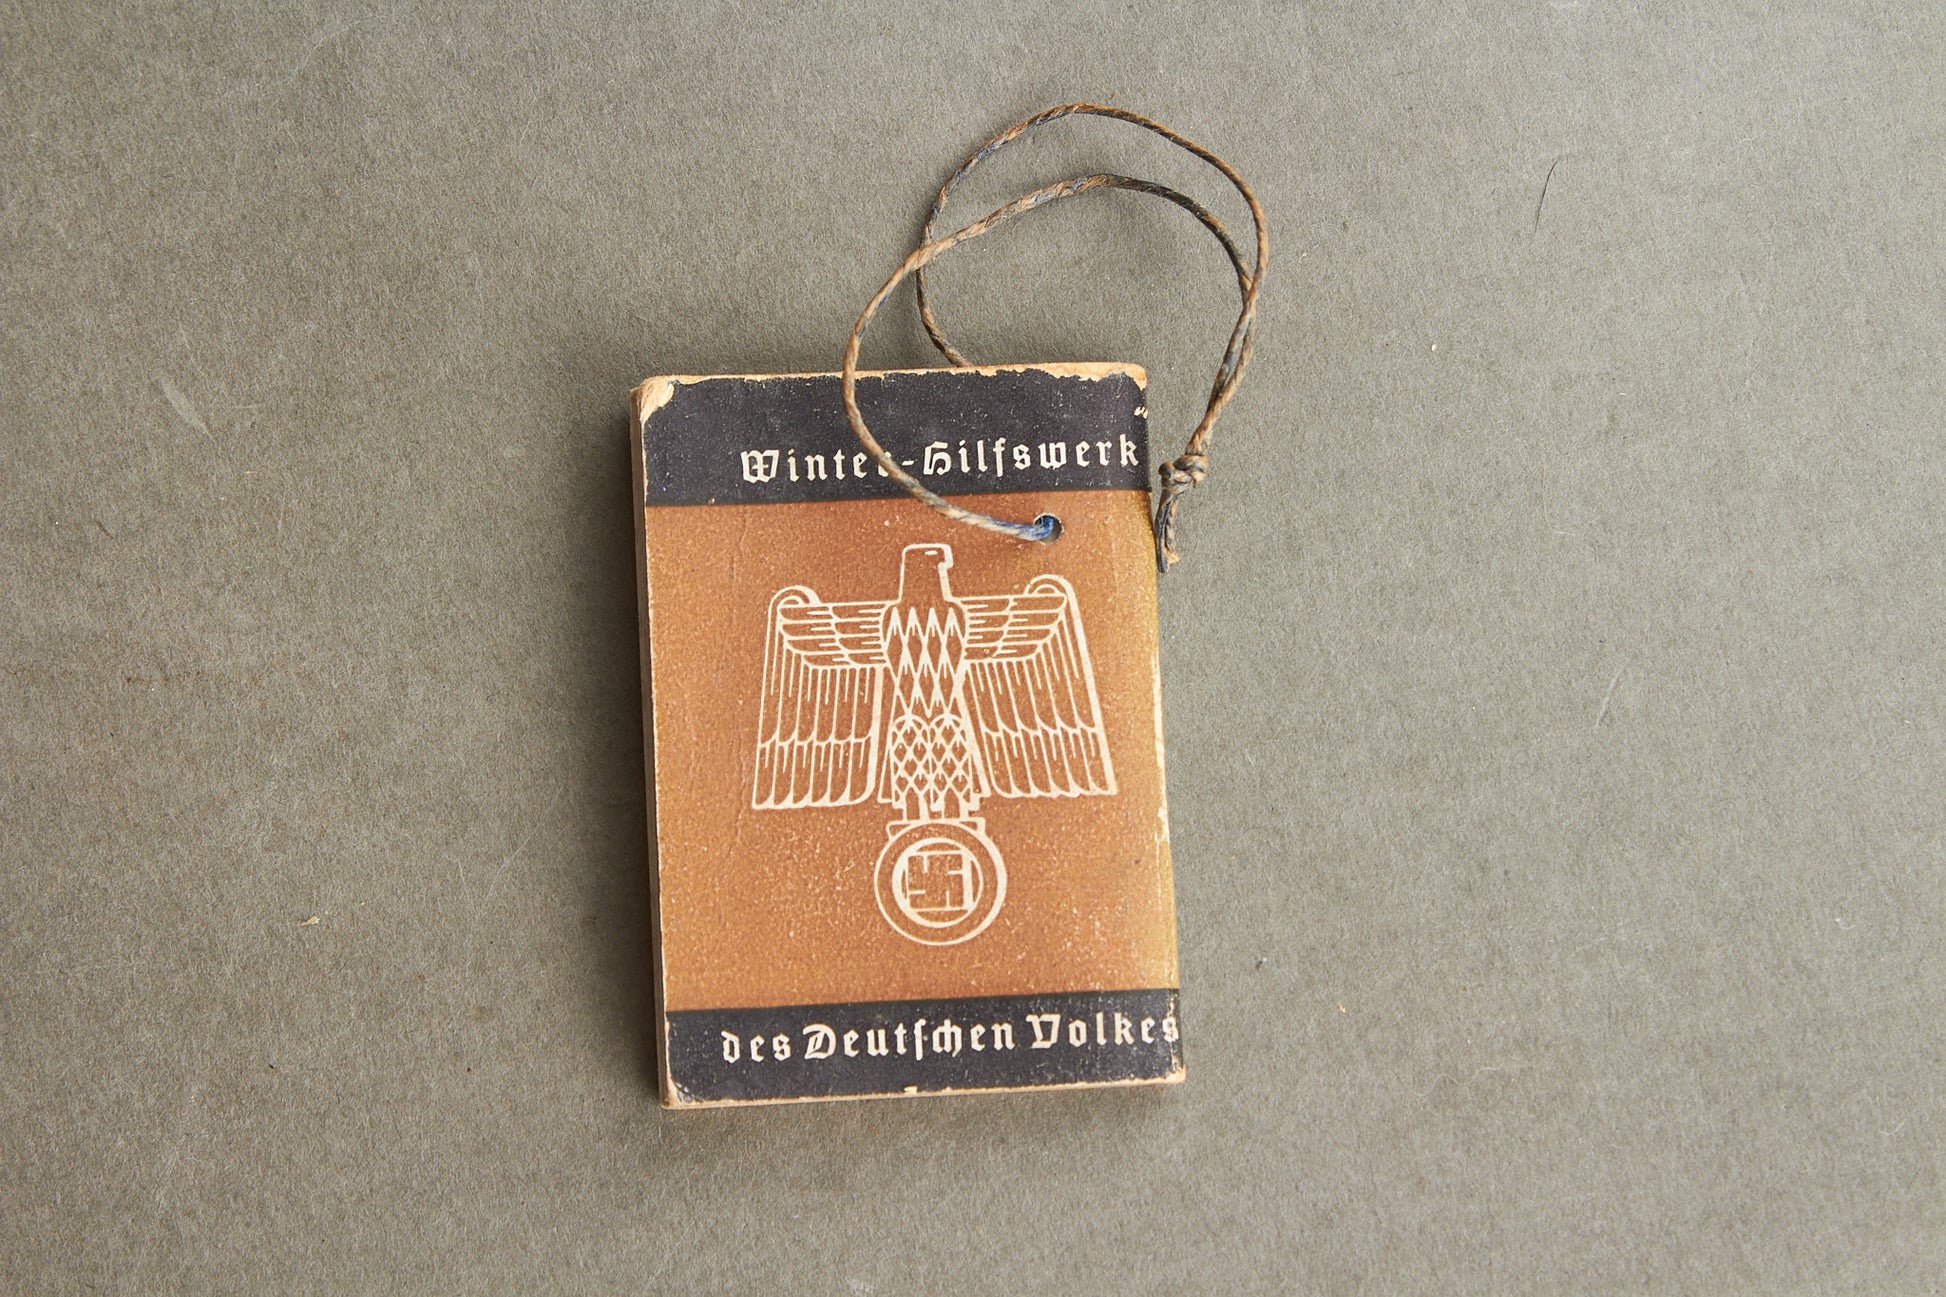 Winter-Hilfswerk
des Deutschen Volkes